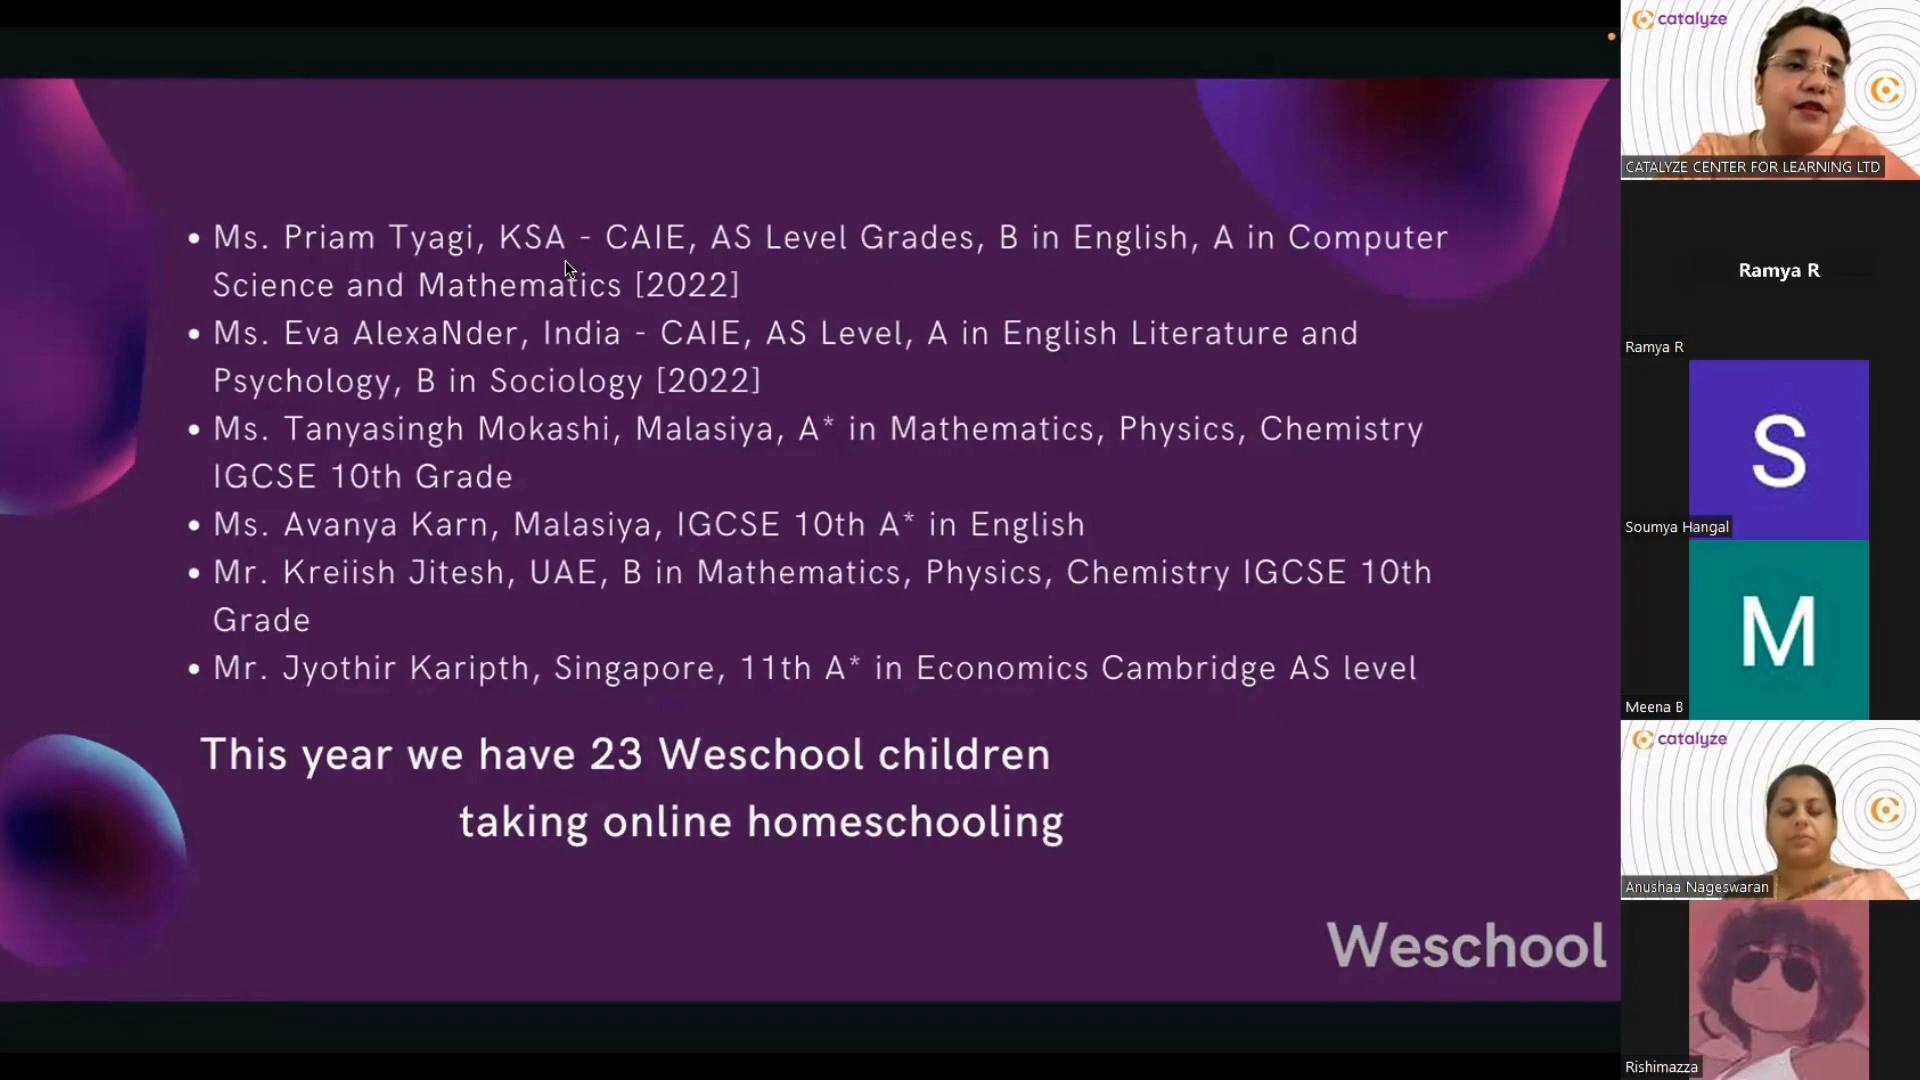 • Ms. Priam Tyagi, KSA - CAIE, AS Level Grades, B in English, A in Computer
Science and Mathematics [2022]
• Ms. Eva AlexaNder, India - CAIE, AS Level, A in English Literature and
Psychology, B in Sociology [2022]
• Ms. Tanyasingh Mokashi, Malasiya, A* in Mathematics, Physics, Chemistry
IGCSE 10th Grade
• Ms. Avanya Karn, Malasiya, IGCSE 10th A* in English
• Mr. Kreiish Jitesh, UAE, B in Mathematics, Physics, Chemistry IGCSE 10th
Grade
• Mr. Jyothir Karipth, Singapore, 11th A* in Economics Cambridge AS level
This year we have 23 Weschool children
taking online homeschooling
Weschool
catalyze
CATALYZE CENTER FOR LEARNING LTD
Ramya R
Ramya R
S
Soumya Hangal
M
Meena B
catalyze
Anushaa Nageswaran
Rishimazza